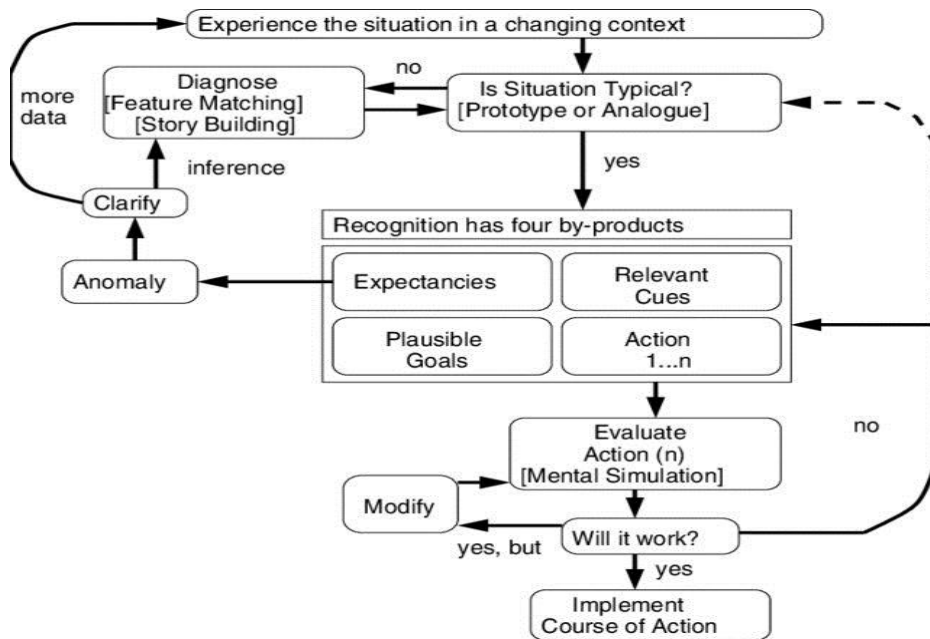 Experience the situation in a changing context
no
more
data
Diagnose
[Feature Matching]
[Story Building]
Is Situation Typical?
[Prototype or Analogue]
inference
yes
Clarify
Recognition has four by-products
Anomaly
Expectancies
Relevant
Cues
Plausible
Goals
Action
1...n
Evaluate
Action (n)
[Mental Simulation]
no
Modify
yes, but
Will it work?
yes
Implement
Course of Action